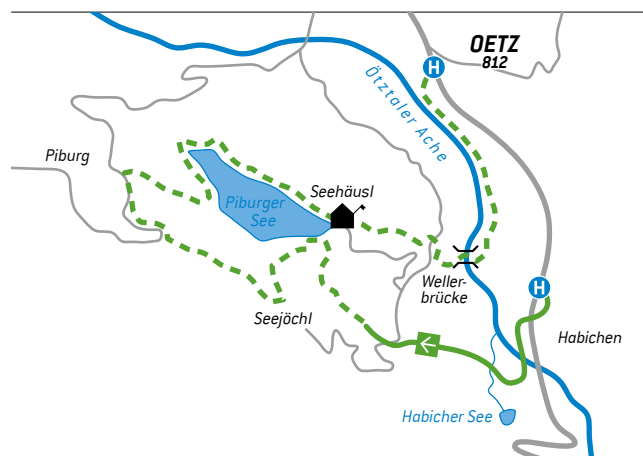 OETZ
812
H
Ötztaler Ache
Piburg
Seehäusl
Piburger
See
Weller-
brücke
H
Seejöchl
Habichen
Habicher See